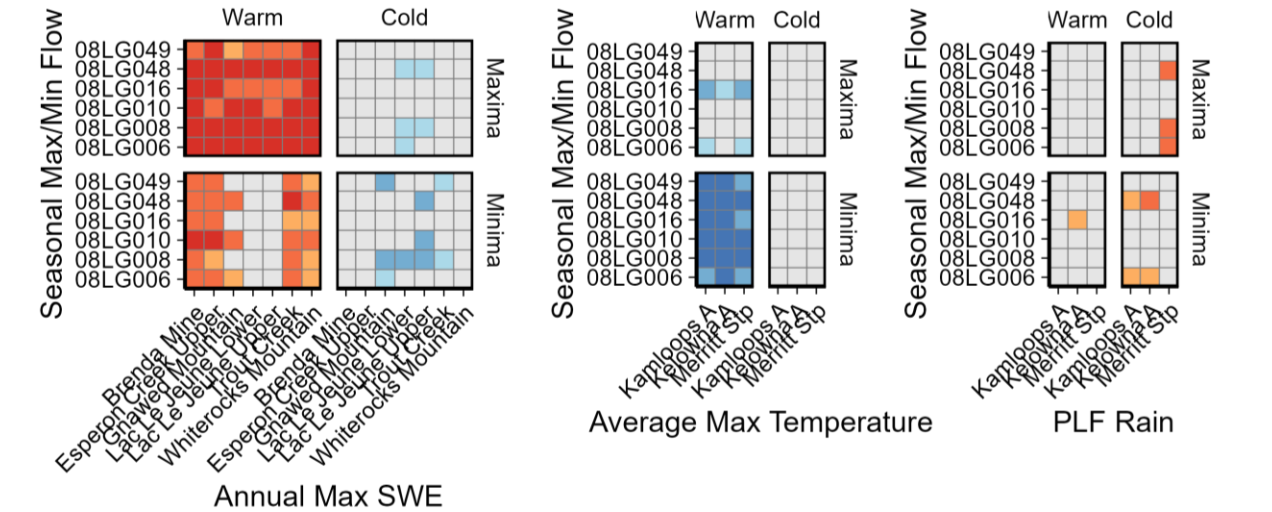 Warm
Cold
Seasonal Max/Min Flow
08LG049
08LG048
08LG016
08LG010
08LG008
08LG006
Maxima
08LG049
08LG048
08LG016
08LG010
08LG008
08LG006
Minima
Brenda Mine
Esperon Creek Upper
Gnawed Mountain
Lac Le Jeune Lower
Lac Le Jeune Upper
Trout Creek
Whiterocks Mountain
Brenda Mine
Esperon Creek Upper
Gnawed Mountain
Lac Le Jeune Lower
Lac Le Jeune Upper
Trout Creek
Whiterocks Mountain
Annual Max SWE
Warm
Cold
Seasonal Max/Min Flow
08LG049
08LG048
08LG016
08LG010
08LG008
08LG006
Maxima
08LG049
08LG048
08LG016
08LG010
08LG008
08LG006
Minima
Kamloops A
Kelowna A
Merritt Stp
Kamloops A
Kelowna A
Merritt Stp
Average Max Temperature
Warm
Cold
Seasonal Max/Min Flow
08LG049
08LG048
08LG016
08LG010
08LG008
08LG006
Maxima
08LG049
08LG048
08LG016
08LG010
08LG008
08LG006
Minima
Kamloops A
Kelowna A
Merritt Stp
Kamloops A
Kelowna A
Merritt Stp
PLF Rain